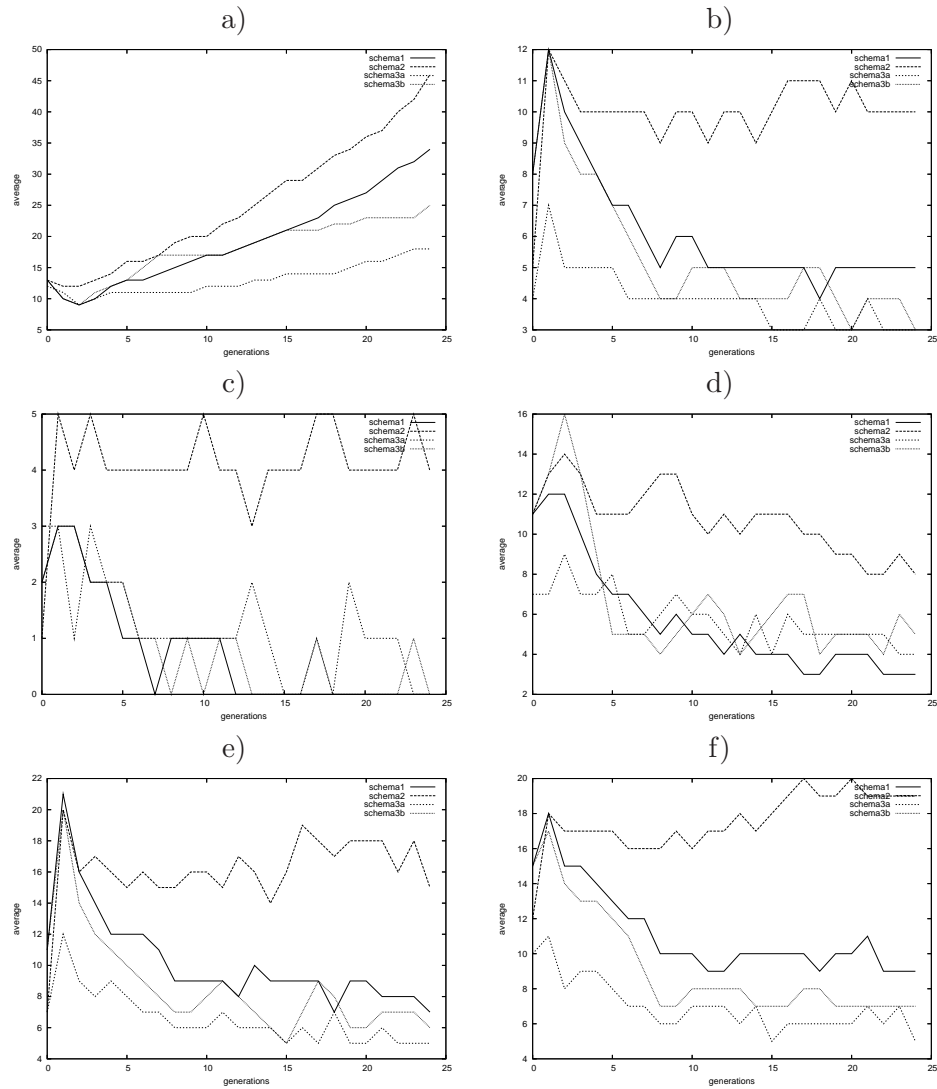 a)
50
45
40
35
30
25
20
15
10
5
0
5
10
15
20
25
average
generations
schema1
schema2
schema3a
schema3b
b)
12
11
10
9
8
7
6
5
4
3
0
5
10
15
20
25
average
generations
schema1
schema2
schema3a
schema3b
c)
5
4
3
2
1
0
0
5
10
15
20
25
average
generations
schema1
schema2
schema3a
schema3b
d)
16
14
12
10
8
6
4
2
0
5
10
15
20
25
average
generations
schema1
schema2
schema3a
schema3b
e)
22
20
18
16
14
12
10
8
6
4
0
5
10
15
20
25
average
generations
schema1
schema2
schema3a
schema3b
f)
20
18
16
14
12
10
8
6
4
0
5
10
15
20
25
average
generations
schema1
schema2
schema3a
schema3b